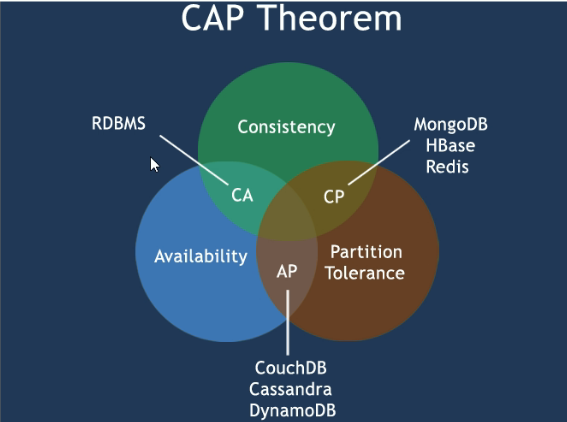 CAP Theorem
RDBMS
Consistency
MongoDB
HBase
Redis
CA
CP
Availability
Partition
Tolerance
AP
CouchDB
Cassandra
DynamoDB